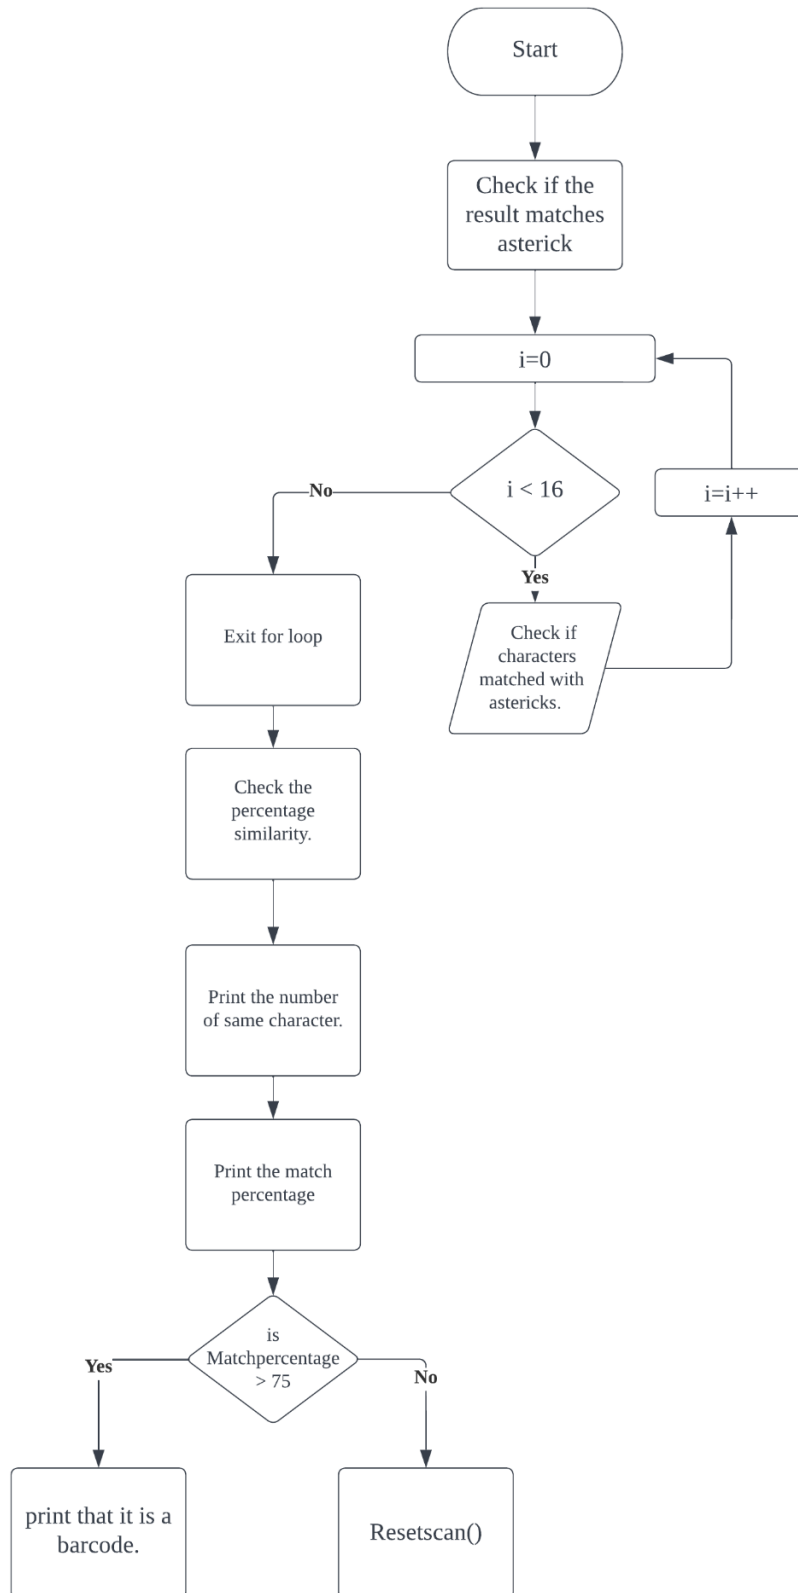 Start
Check if the
result matches
asterick
i=0
i < 16
i=i++
No
Yes
Exit for loop
Check if
characters
matched with
astericks.
Check the
percentage
similarity.
Print the number
of same character.
Print the match
percentage
is
Matchpercentage
> 75
Yes
No
print that it is a
barcode.
Resetscan()